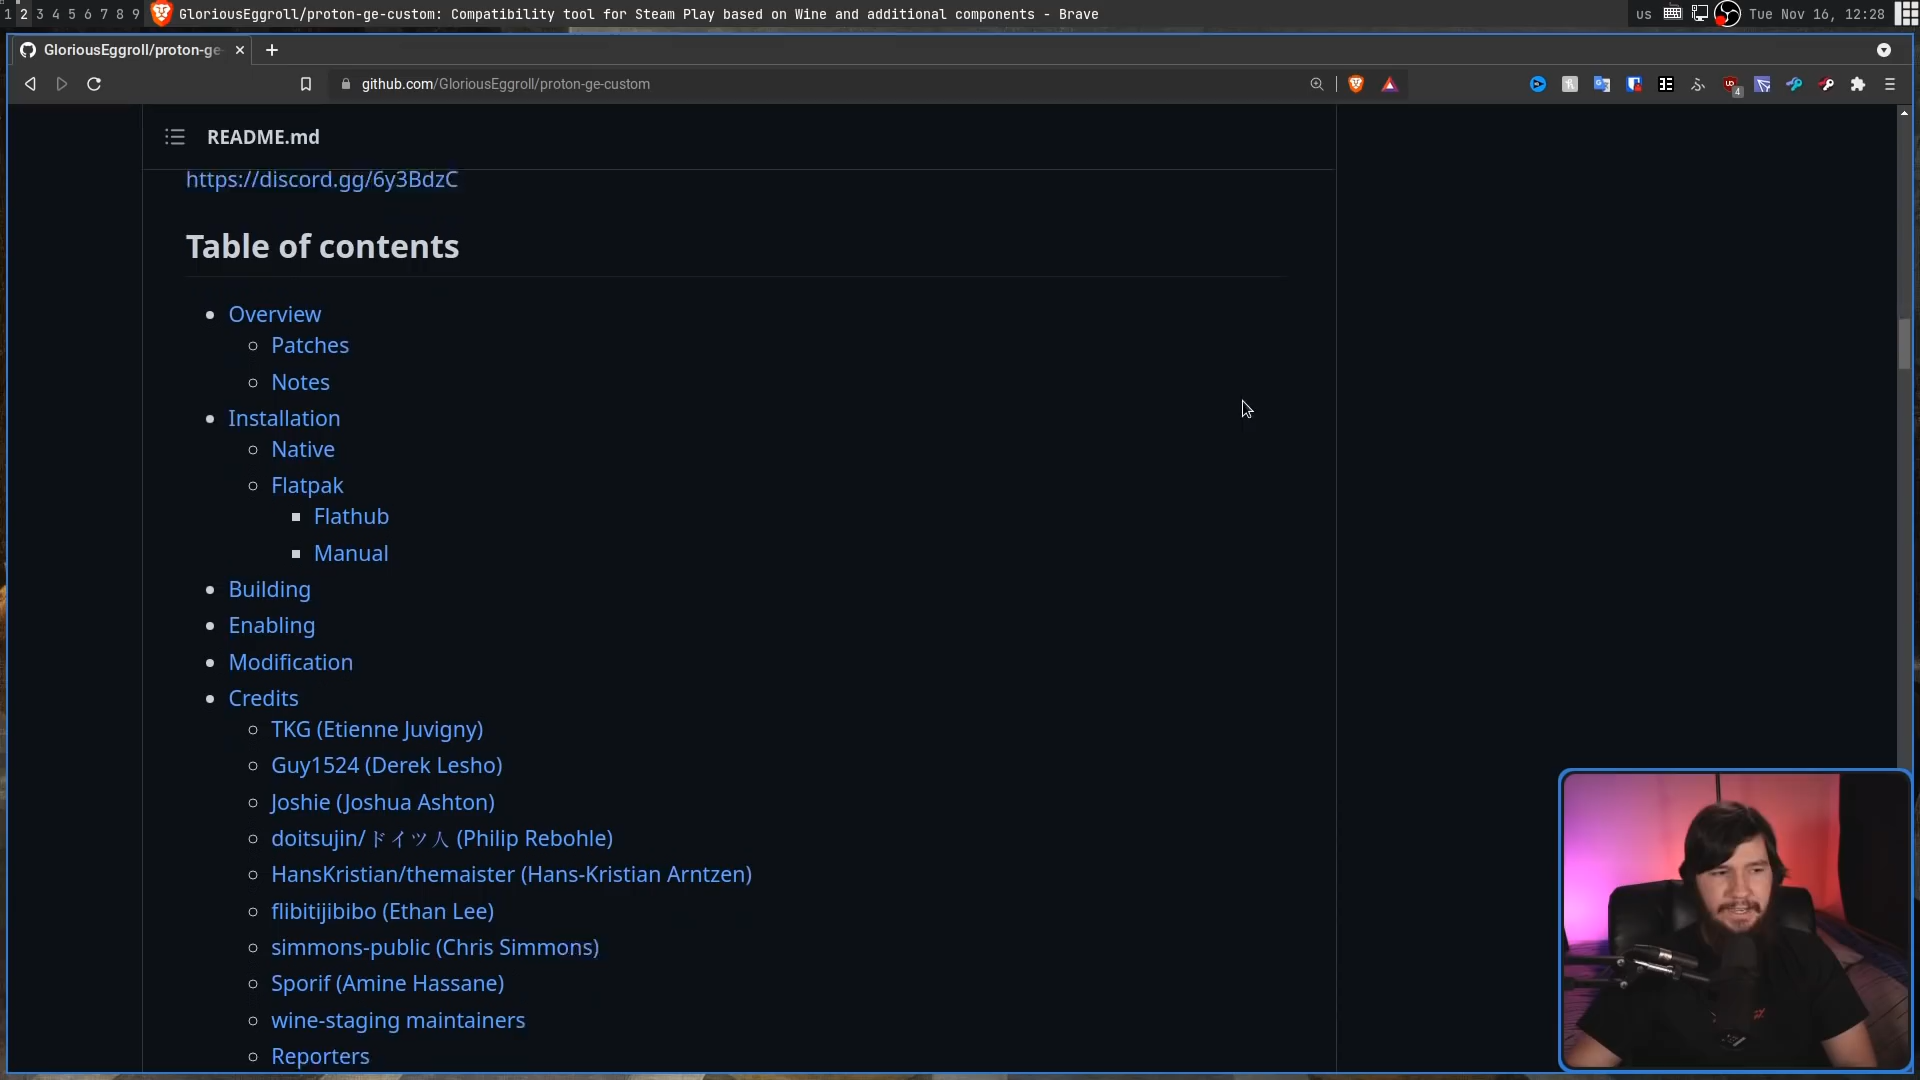 1 2 3 4 5 6 7 8 9 GloriousEggroll/proton-ge-custom: Compatibility tool for Steam Play based on Wine and additional components - Brave us Tue Nov 16, 12:28
GloriousEggroll/proton-ge-
github.com/GloriousEggroll/proton-ge-custom
4
README.md
https://discord.gg/6y3BdzC
Table of contents
Overview
Patches
Notes
Installation
Native
Flatpak
Flathub
Manual
Building
Enabling
Modification
Credits
TKG (Etienne Juvigny)
Guy1524 (Derek Lesho)
Joshie (Joshua Ashton)
doitsujin/ドイツ人 (Philip Rebohle)
HansKristian/themaister (Hans-Kristian Arntzen)
flibitijibibo (Ethan Lee)
simmons-public (Chris Simmons)
Sporif (Amine Hassane)
wine-staging maintainers
Reporters